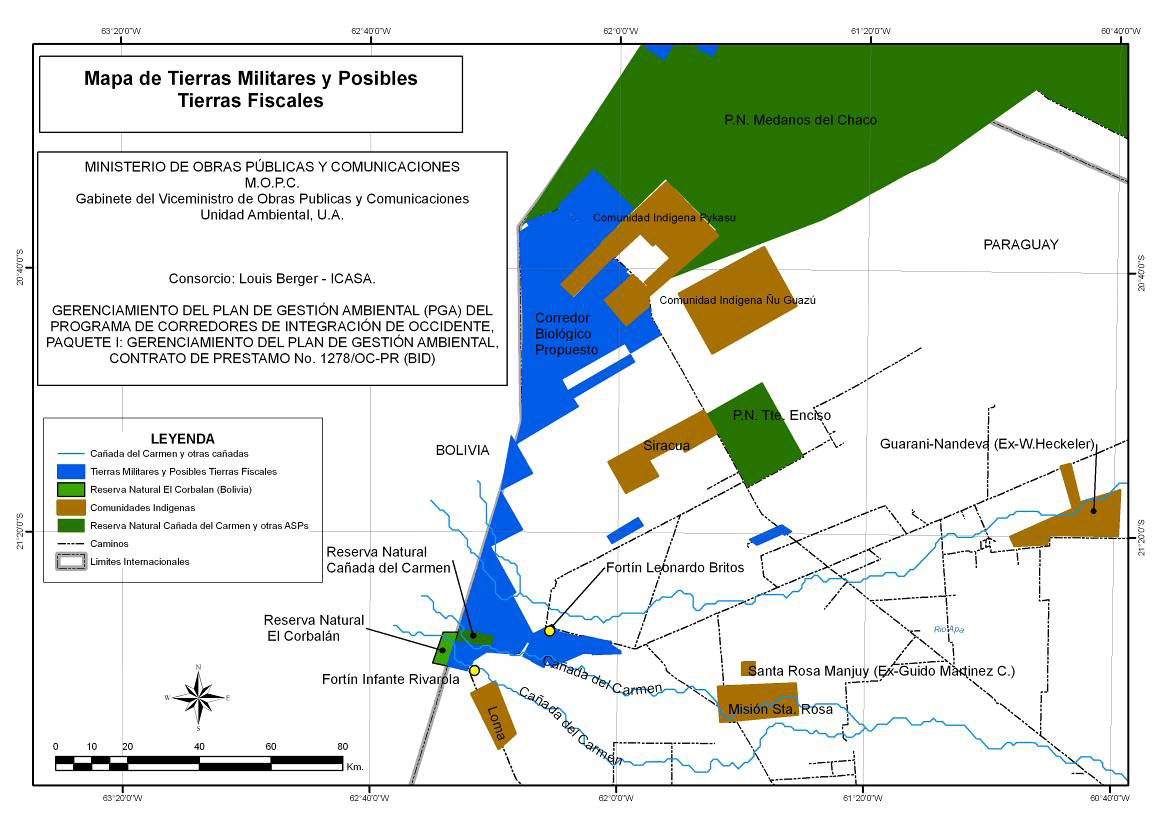 63°20'0"W
62°40'0"W
62°0'0"W
61°20'0"W
60°40'0"W
Mapa de Tierras Militares y Posibles
Tierras Fiscales
MINISTERIO DE OBRAS PÚBLICAS Y COMUNICACIONES
M.O.P.C.
Gabinete del Viceministro de Obras Publicas y Comunicaciones
Unidad Ambiental, U.A.
Consorcio: Louis Berger - ICASA.
GERENCIAMIENTO DEL PLAN DE GESTIÓN AMBIENTAL (PGA) DEL
PROGRAMA DE CORREDORES DE INTEGRACIÓN DE OCCIDENTE,
PAQUETE I: GERENCIAMIENTO DEL PLAN DE GESTIÓN AMBIENTAL,
CONTRATO DE PRESTAMO No. 1278/OC-PR (BID)
P.N. Medanos del Chaco
Comunidad Indígena Pykasu
PARAGUAY
20°40'0"S
20°40'0"S
Comunidad Indigena Ñu Guazú
Corredor
Biológico
Propuesto
P.N. Tte. Enciso
Siracua
Guarani-Nandeva (Ex-W.Heckeler)
BOLIVIA
LEYENDA
Cañada del Carmen y otras cañadas
Tierras Militares y Posibles Tierras Fiscales
Reserva Natural El Corbalan (Bolivia)
Comunidades Indigenas
Reserva Natural Cañada del Carmen y otras ASPs
Caminos
Limites Internacionales
21°20'0"S
21°20'0"S
Reserva Natural
Cañada del Carmen
Fortín Leonardo Britos
Reserva Natural
El Corbalán
Río Apa
Fortín Infante Rivarola
Cañada del Carmen
Cañada del Carmen
Loma
Santa Rosa Manjuy (Ex-Guido Martinez C.)
Misión Sta. Rosa
N
W
E
S
0 10 20 40 60 80
Km.
63°20'0"W
62°40'0"W
62°0'0"W
61°20'0"W
60°40'0"W